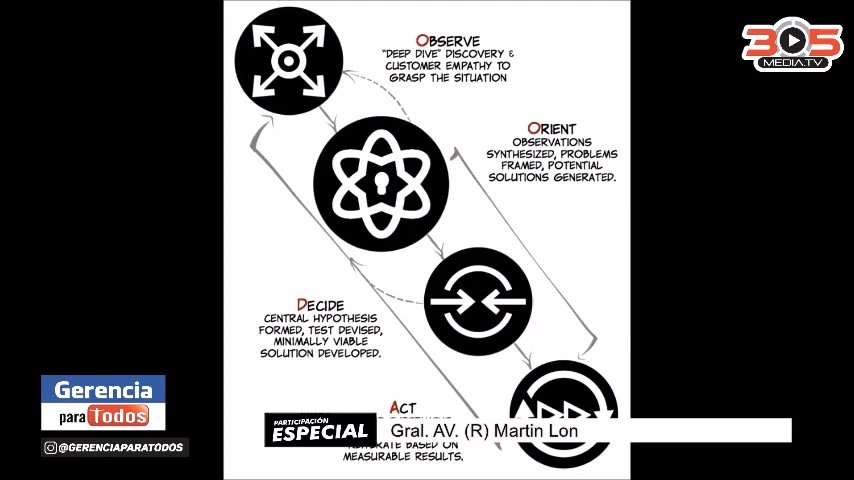 305
MEDIA.TV
OBSERVE
"DEEP DIVE" DISCOVERY &
CUSTOMER EMPATHY TO
GRASP THE SITUATION
ORIENT
OBSERVATIONS
SYNTHESIZED, PROBLEMS
FRAMED, POTENTIAL
SOLUTIONS GENERATED.
DECIDE
CENTRAL HYPOTHESIS
FORMED, TEST DEVISED,
MINIMALLY VIABLE
SOLUTION DEVELOPED.
ACT
BASED ON
MEASURABLE RESULTS.
Gerencia
para Todos
@GERENCIAPARATODOS
PARTICIPACIÓN
ESPECIAL
Gral. AV. (R) Martin Lon